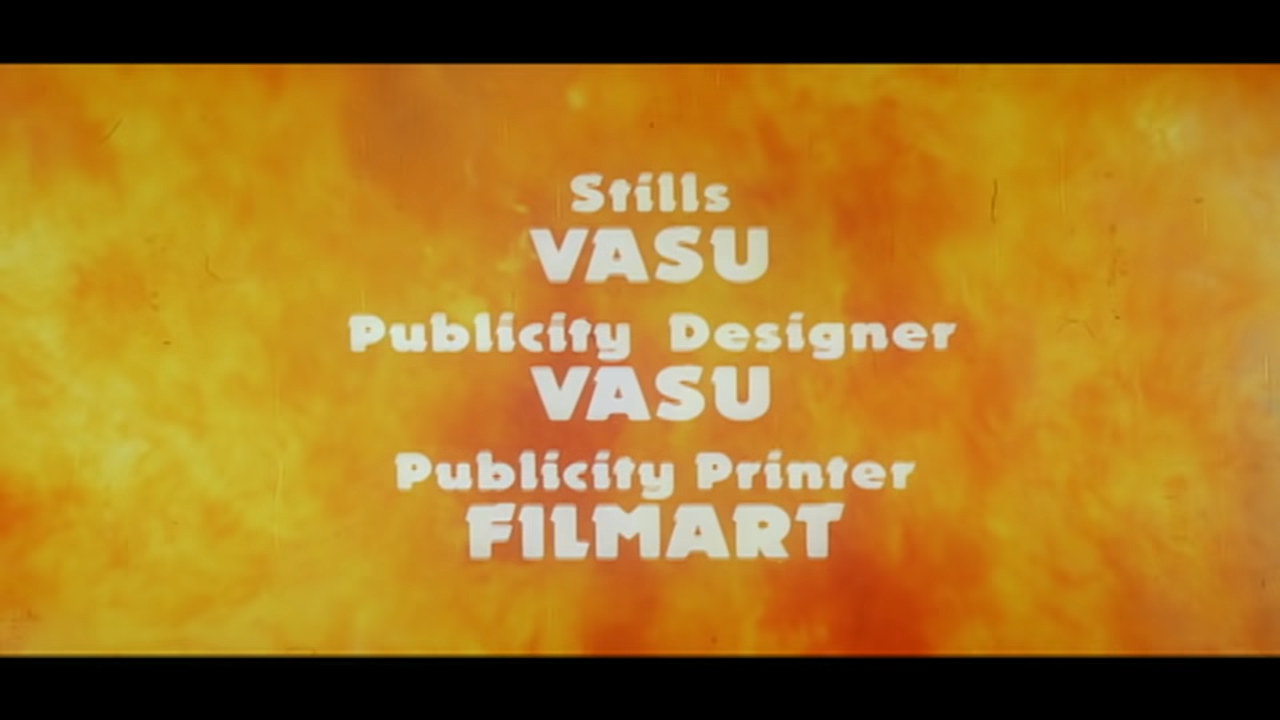 Stills
VASU
Publicity Designer
VASU
Publicity Printer
FILMART